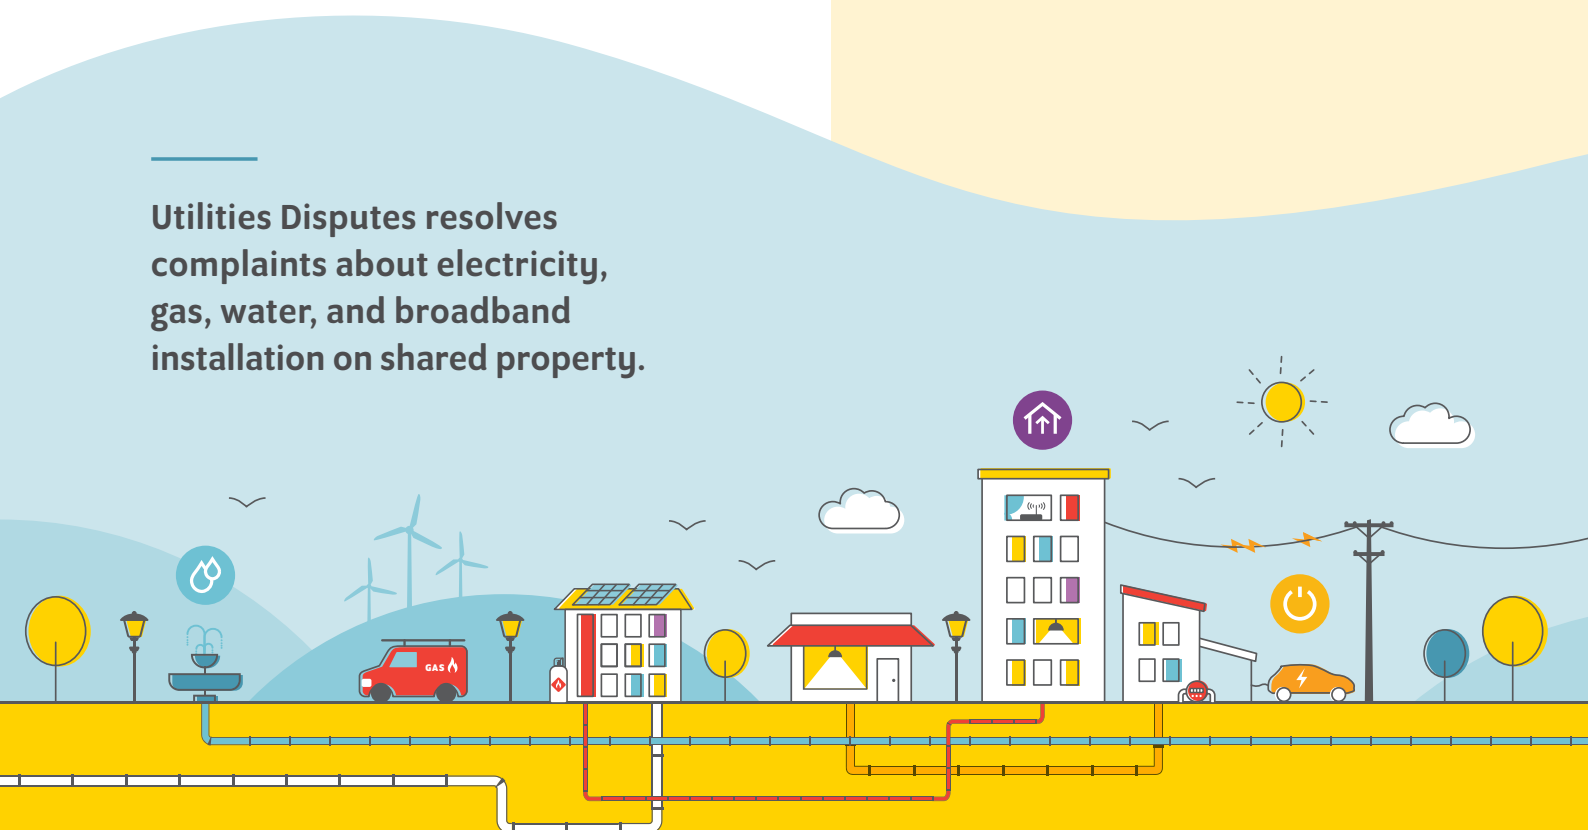 Utilities Disputes resolves
complaints about electricity,
gas, water, and broadband
installation on shared property.
GAS